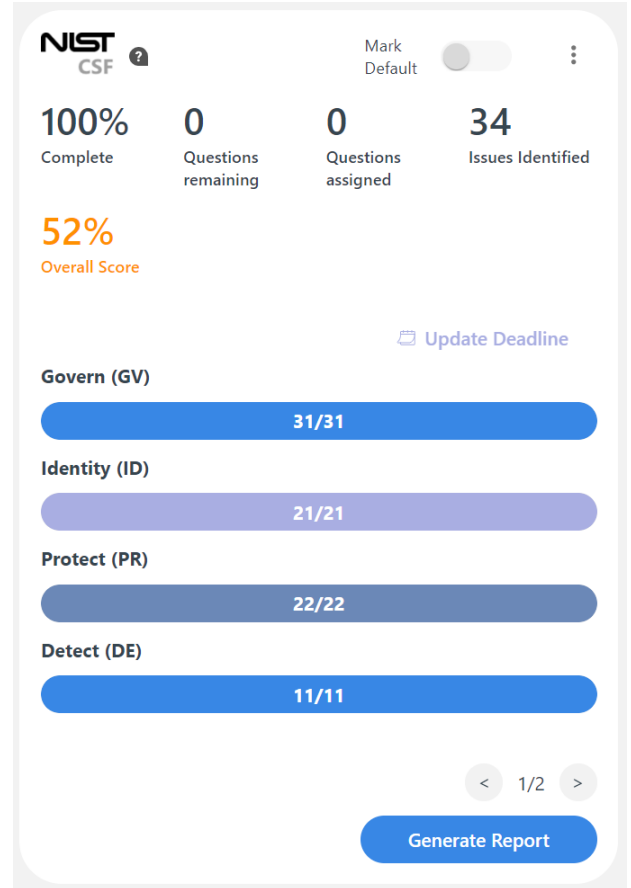 NIST
CSF
?
Mark
Default
100%
Complete
0
Questions
remaining
0
Questions
assigned
34
Issues Identified
52%
Overall Score
Update Deadline
Govern (GV)
31/31
Identity (ID)
21/21
Protect (PR)
22/22
Detect (DE)
11/11
< 1/2 >
Generate Report